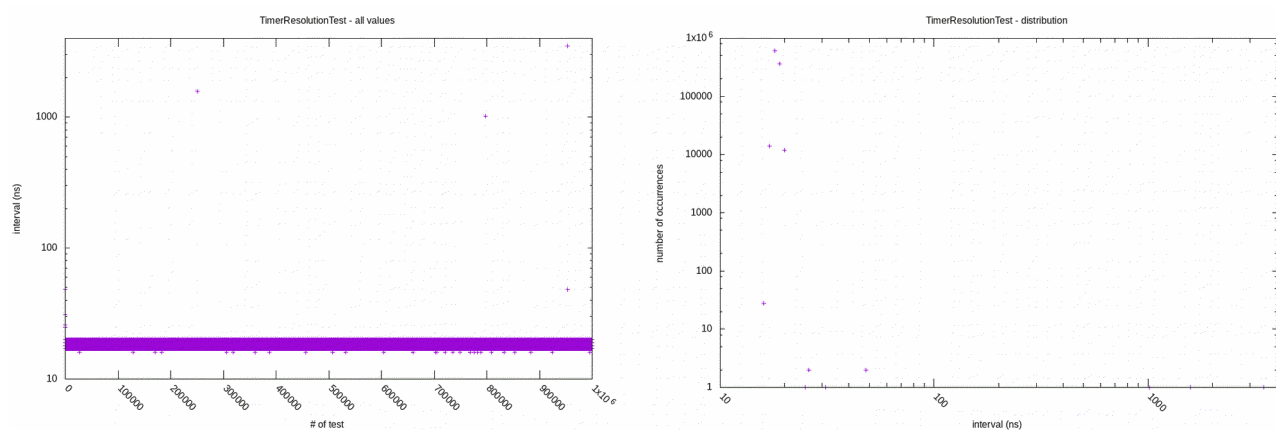 TimerResolutionTest - all values
interval (ns)
1000
100
10
0
100000
200000
300000
400000
500000
600000
700000
800000
900000
1x10 6
# of test
TimerResolutionTest - distribution
number of occurrences
1x10 6
100000
10000
1000
100
10
1
10
100
1000
interval (ns)